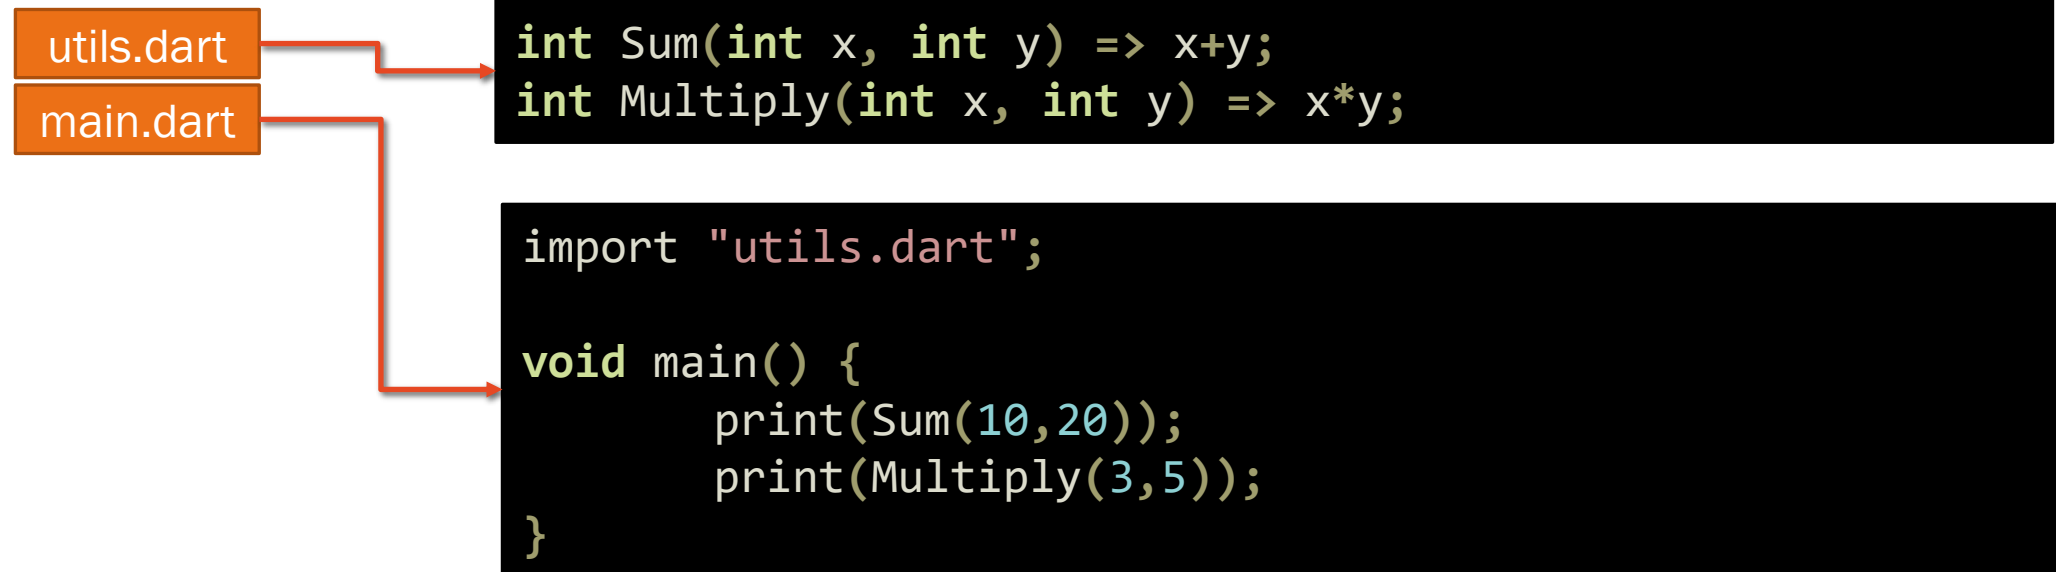 utils.dart
main.dart
int Sum(int x, int y) => x+y;
int Multiply(int x, int y) => x*y;
import "utils.dart";
void main() {
print(Sum(10,20));
print(Multiply(3,5));
}